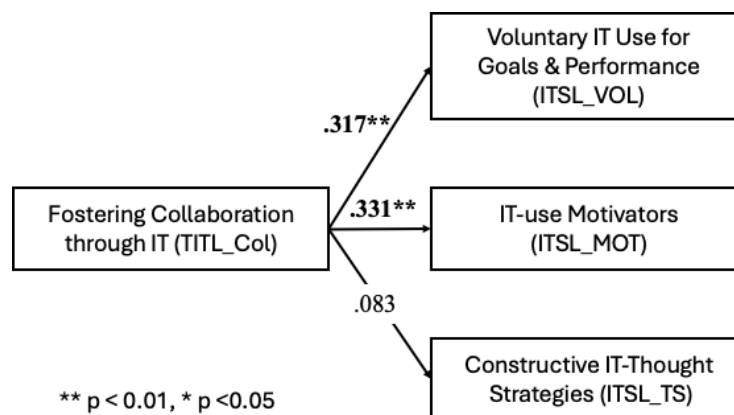 Voluntary IT Use for
Goals & Performance
(ITSL_VOL)
.317**
Fostering Collaboration
through IT (TITL_Col)
.331**
IT-use Motivators
(ITSL_MOT)
.083
Constructive IT-Thought
Strategies (ITSL_TS)
** p < 0.01, * p <0.05